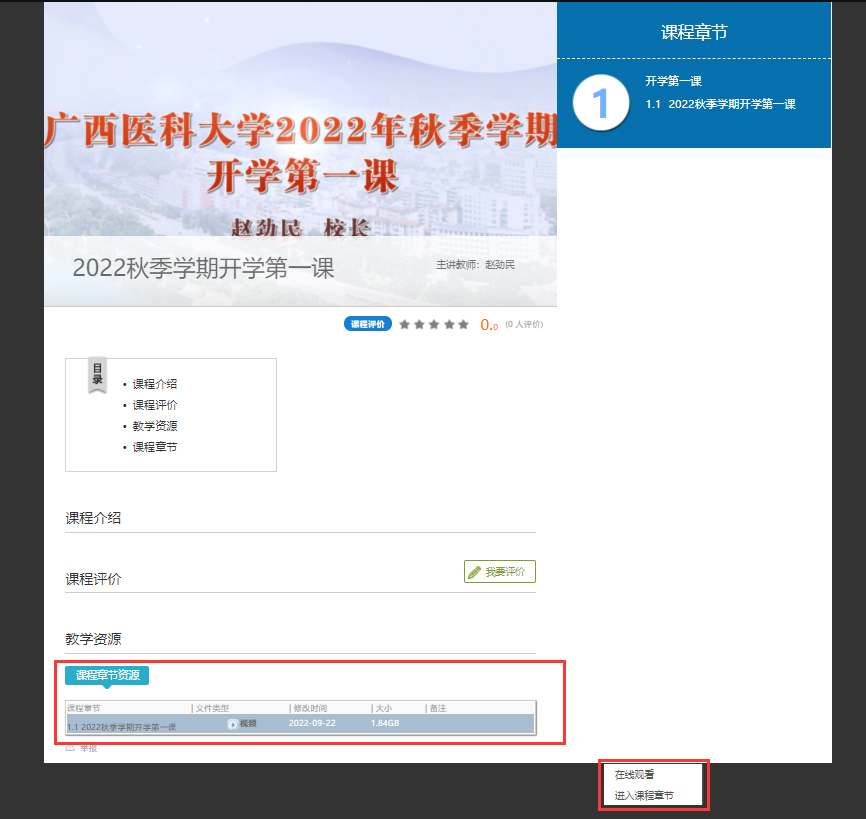 广西医科大学2022年秋季学期
开学第一课
赵劲民 校长
2022秋季学期开学第一课
主讲教师：赵劲民
课程评价
0.0 (0 人评价)
目录
• 课程介绍
• 课程评价
• 教学资源
• 课程章节
课程介绍
课程评价
我要评价
教学资源
课程章节资源
课程章节 | 文件类型 | 修改时间 | 大小 | 备注
1.1 2022秋季学期开学第一课 视频 2022-09-22 1.84GB
举报
课程章节
1
开学第一课
1.1 2022秋季学期开学第一课
在线观看
进入课程章节